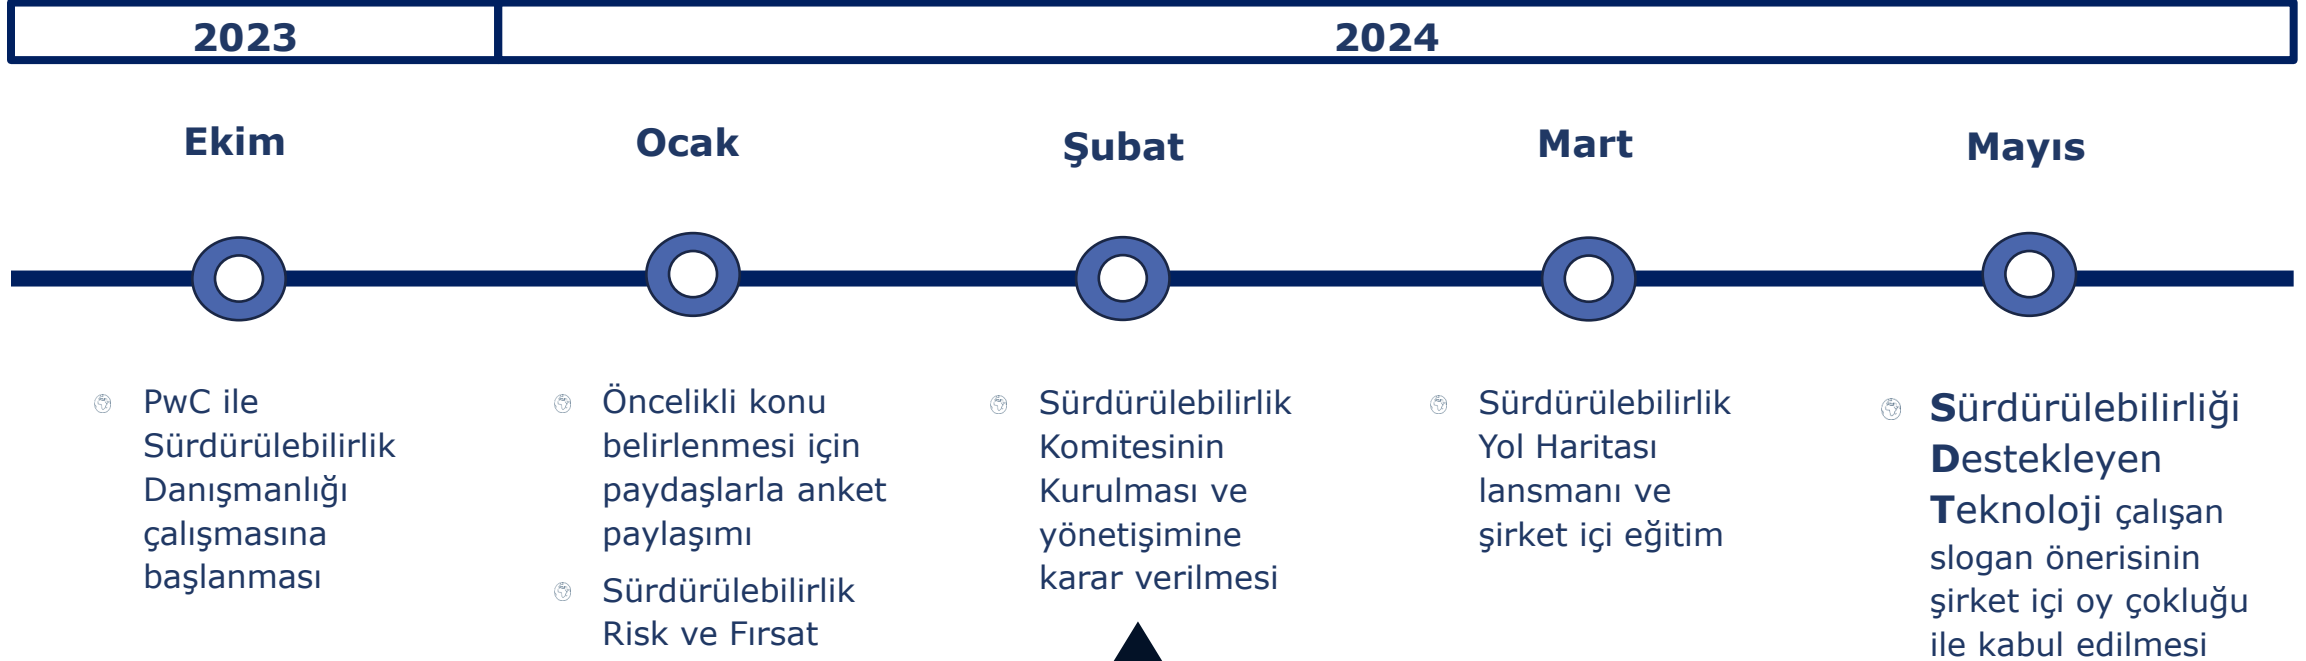 2023
2024
Ekim
Ocak
Şubat
Mart
Mayıs
PwC ile
Sürdürülebilirlik
Danışmanlığı
çalışmasına
başlanması
Öncelikli konu
belirlenmesi için
paydaşlarla anket
paylaşımı
Sürdürülebilirlik
Risk ve Fırsat
Sürdürülebilirlik
Komitesinin
Kurulması ve
yönetişimine
karar verilmesi
Sürdürülebilirlik
Yol Haritası
lansmanı ve
şirket içi eğitim
Sürdürülebilirliği
Destekleyen
Teknoloji çalışan
slogan önerisinin
şirket içi oy çokluğu
ile kabul edilmesi